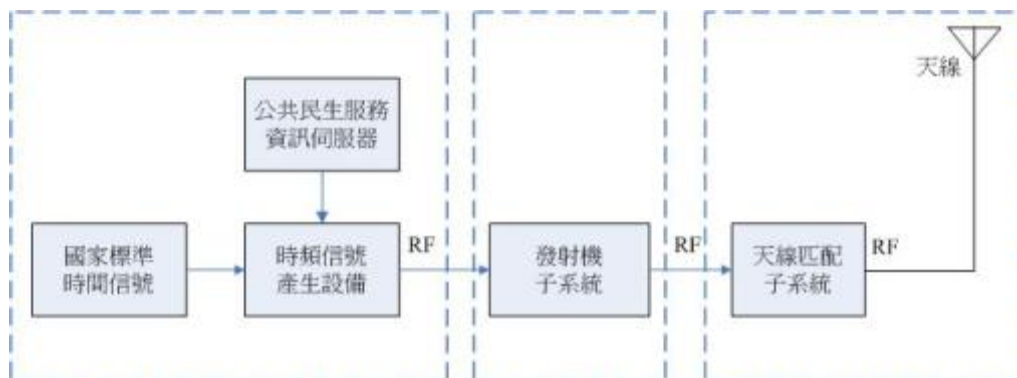 公共民生服務
資訊伺服器
國家標準
時間信號
時頻信號
產生設備
RF
發射機
子系統
RF
天線匹配
子系統
RF
天線